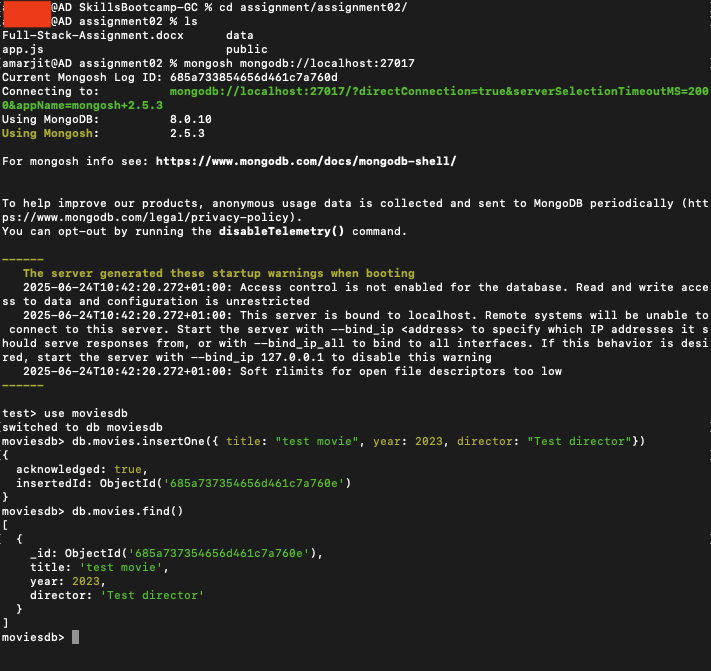 @AD SkillsBootcamp-GC % cd assignment/assignment02/
@AD assignment02 % ls
Full-Stack-Assignment.docx data
app.js public
[amarjit@AD assignment02 % mongosh mongodb://localhost:27017
Current Mongosh Log ID: 685a733854656d461c7a760d
Connecting to: mongodb://localhost:27017/?directConnection=true&serverSelectionTimeoutMS=200
0&appName=mongosh+2.5.3
Using MongoDB: 8.0.10
Using Mongosh: 2.5.3
For mongosh info see: https://www.mongodb.com/docs/mongodb-shell/
To help improve our products, anonymous usage data is collected and sent to MongoDB periodically (htt
ps://www.mongodb.com/legal/privacy-policy).
You can opt-out by running the disableTelemetry() command.
------
The server generated these startup warnings when booting
2025-06-24T10:42:20.272+01:00: Access control is not enabled for the database. Read and write acce
ss to data and configuration is unrestricted
2025-06-24T10:42:20.272+01:00: This server is bound to localhost. Remote systems will be unable to
connect to this server. Start the server with --bind_ip <address> to specify which IP addresses it s
hould serve responses from, or with --bind_ip_all to bind to all interfaces. If this behavior is desi
red, start the server with --bind_ip 127.0.0.1 to disable this warning
2025-06-24T10:42:20.272+01:00: Soft rlimits for open file descriptors too low
------
test> use moviesdb
[switched to db moviesdb
moviesdb> db.movies.insertOne({ title: "test movie", year: 2023, director: "Test director"})
[{
acknowledged: true,
insertedId: ObjectId('685a737354656d461c7a760e')
}
moviesdb> db.movies.find()
[
[ {
_id: ObjectId('685a737354656d461c7a760e'),
title: 'test movie',
year: 2023,
director: 'Test director'
}
]
moviesdb>